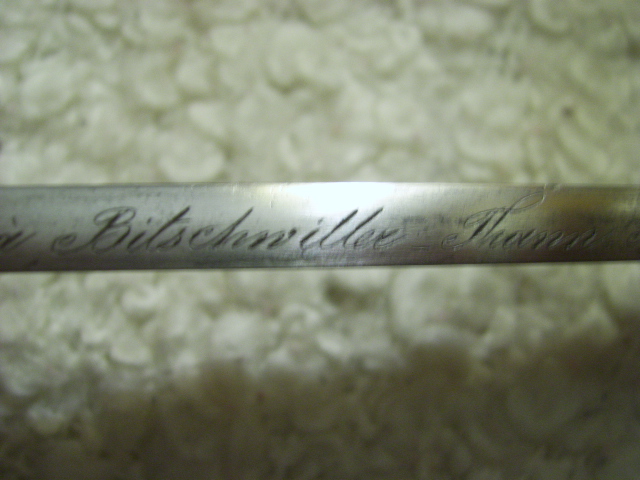 à Bitschwiller - Thann